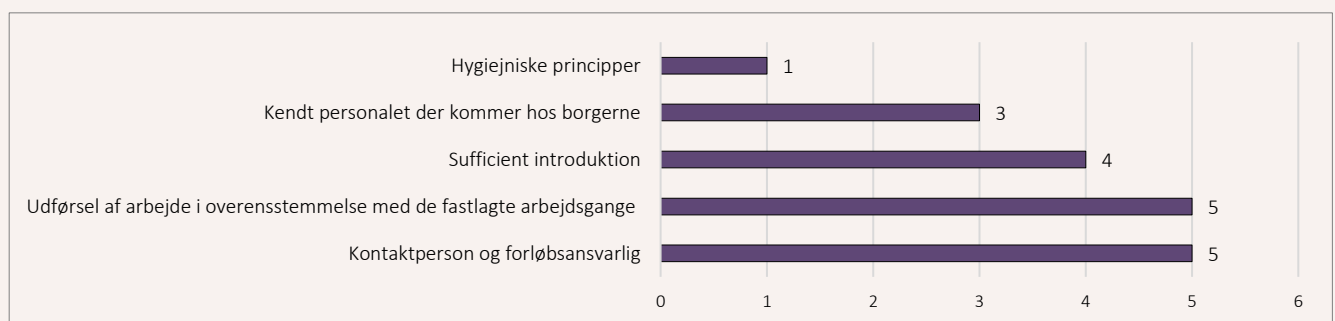 Hygiejniske principper 1
Kendt personalet der kommer hos borgerne 3
Sufficient introduktion 4
Udførsel af arbejde i overensstemmelse med de fastlagte arbejdsgange 5
Kontaktperson og forløbsansvarlig 5
0 1 2 3 4 5 6